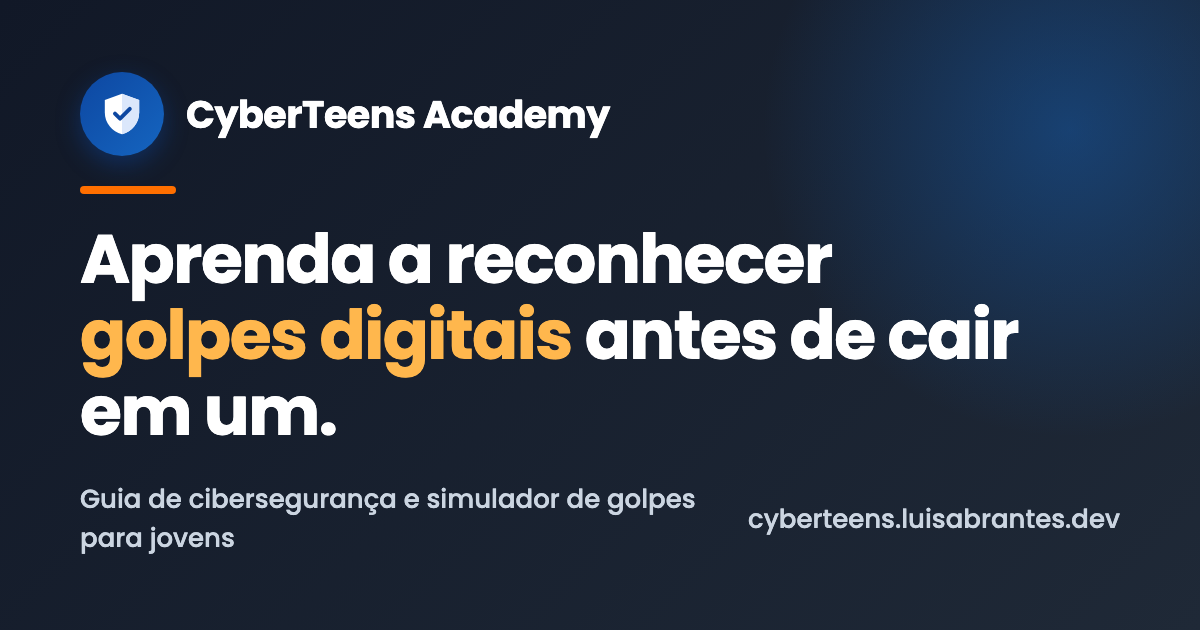 CyberTeens Academy
Aprenda a reconhecer
golpes digitais antes de cair
em um.
Guia de cibersegurança e simulador de golpes
para jovens
cyberteens.luisabrantes.dev